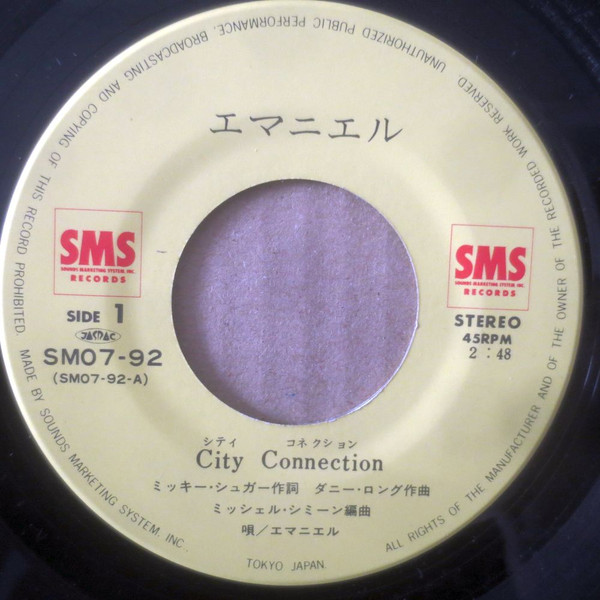 エマニエル
SMS
SOUNDS MARKETING SYSTEM, INC.
RECORDS
SIDE 1
JASRAC
SM07-92
(SM07-92-A)
SMS
SOUNDS MARKETING SYSTEM, INC.
RECORDS
STEREO
45RPM
2:48
シティ コネクション
City Connection
ミッキー・シュガー作詞 ダニー・ロング作曲
ミッシェル・シミーン編曲
唄/エマニエル
MADE BY SOUNDS MARKETING SYSTEM, INC., TOKYO JAPAN. ALL RIGHTS OF THE MANUFACTURER AND OF THE OWNER OF THE RECORDED WORK RESERVED. UNAUTHORIZED PUBLIC PERFORMANCE, BROADCASTING AND COPYING OF THIS RECORD PROHIBITED.